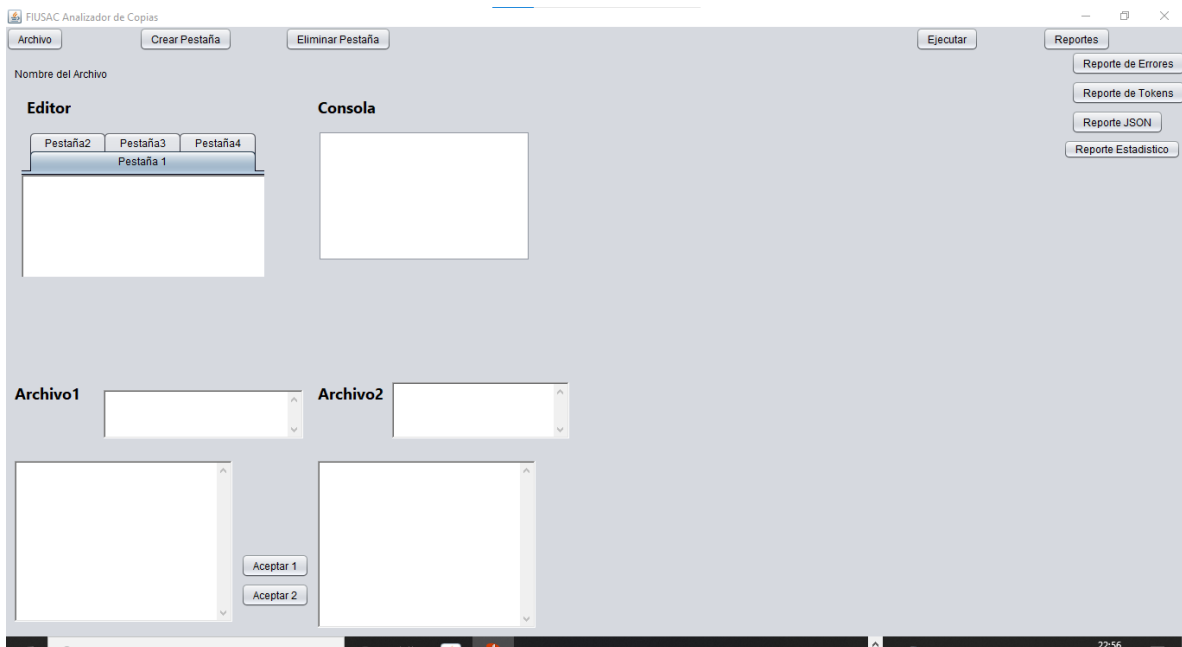 FIUSAC Analizador de Copias
Archivo Crear Pestaña Eliminar Pestaña Ejecutar Reportes
Reporte de Errores
Nombre del Archivo
Reporte de Tokens
Editor Consola
Reporte JSON
Pestaña2 Pestaña3 Pestaña4
Reporte Estadistico
Pestaña 1
Archivo1 Archivo2
Aceptar 1
Aceptar 2
22:56